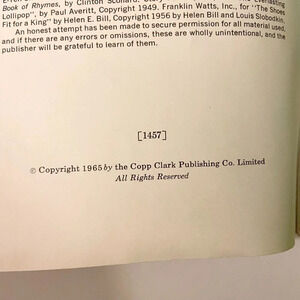 Book of Rhymes, by Clinton Scollard.
Lollipop", by Paul Averitt, Copyright 1949. Franklin Watts, Inc., for "The Shoes
Fit for a King" by Helen E. Bill, Copyright 1956 by Helen Bill and Louis Slobodkin.
An honest attempt has been made to secure permission for all material used,
and if there are any errors or omissions, these are wholly unintentional, and the
publisher will be grateful to learn of them.
[1457]
© Copyright 1965 by the Copp Clark Publishing Co. Limited
All Rights Reserved